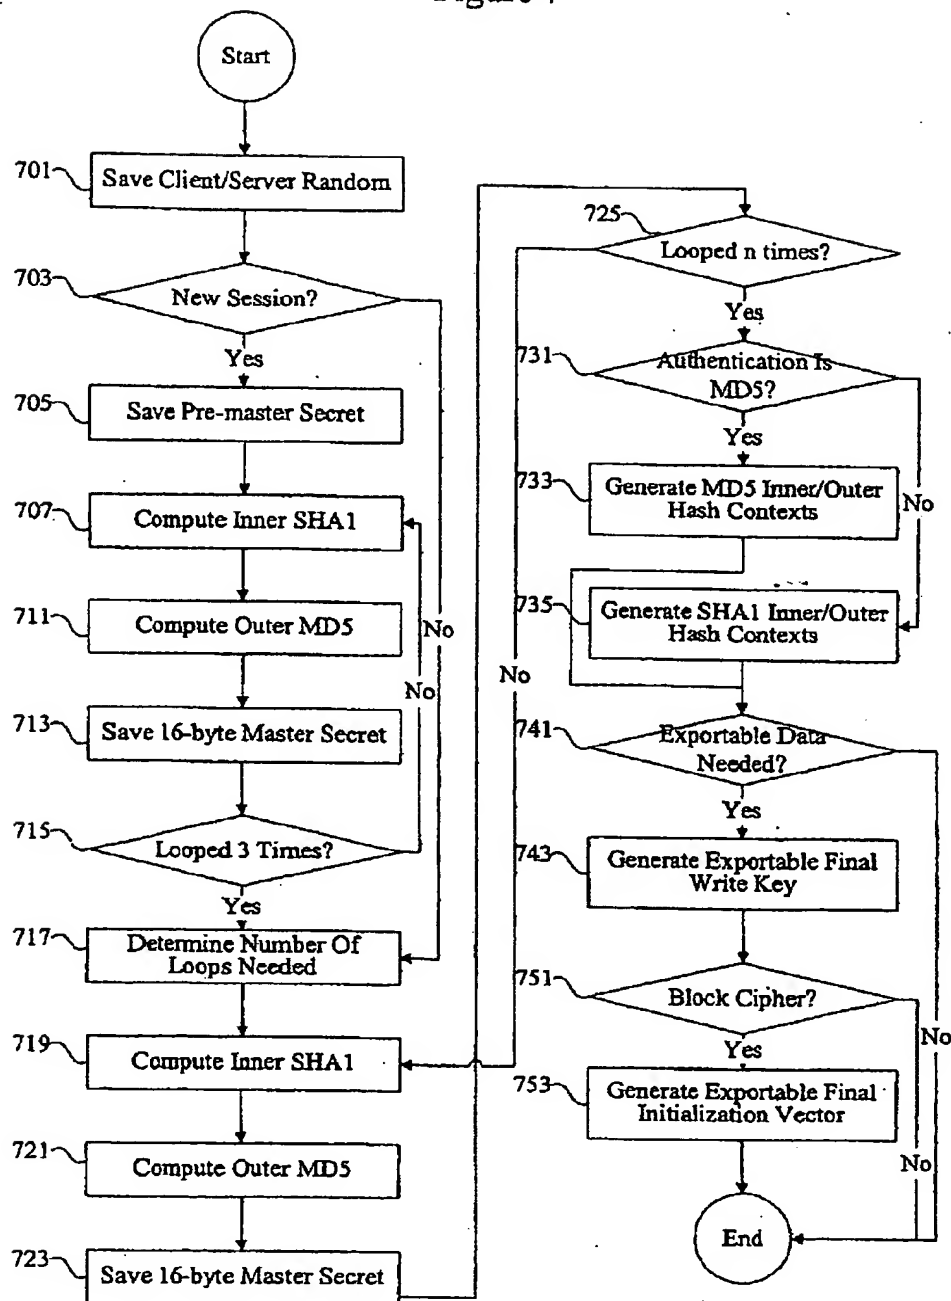 Start
701
Save Client/Server Random
703
New Session?
Yes
705
Save Pre-master Secret
707
Compute Inner SHA1
711
Compute Outer MD5
No
No
713
Save 16-byte Master Secret
715
Looped 3 Times?
Yes
717
Determine Number Of
Loops Needed
719
Compute Inner SHA1
721
Compute Outer MD5
723
Save 16-byte Master Secret
725
Looped n times?
Yes
No
731
Authentication Is
MD5?
Yes
No
733
Generate MD5 Inner/Outer
Hash Contexts
735
Generate SHA1 Inner/Outer
Hash Contexts
741
Exportable Data
Needed?
Yes
743
Generate Exportable Final
Write Key
751
Block Cipher?
No
Yes
753
Generate Exportable Final
Initialization Vector
No
End